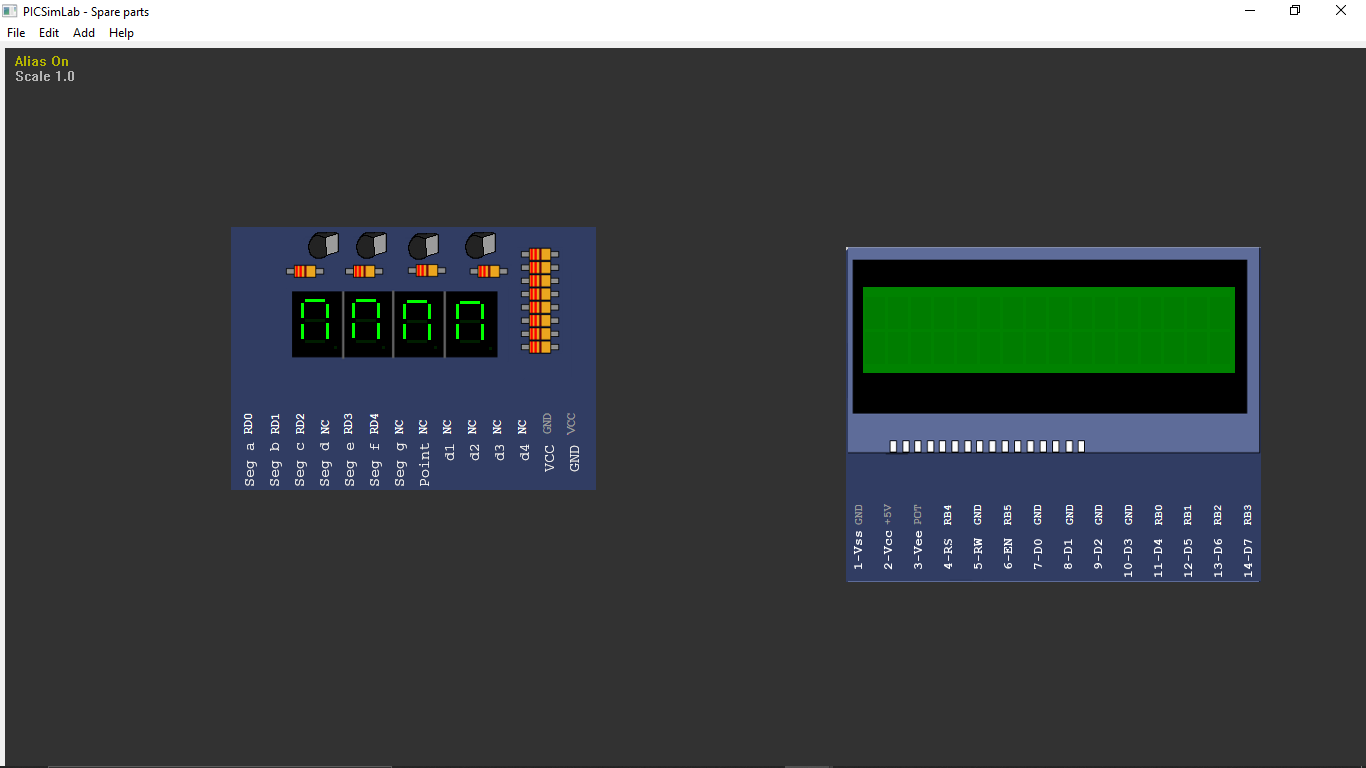 PICSimLab - Spare parts
File Edit Add Help
Alias On
Scale 1.0
Seg a RD0
Seg b RD1
Seg c RD2
Seg d NC
Seg e RD3
Seg f RD4
Seg g NC
Point NC
d1 NC
d2 NC
d3 NC
d4 NC
VCC GND
GND VCC
1-Vss GND
2-Vcc +5V
3-Vee POT
4-RS RB4
5-RW GND
6-EN RB5
7-D0 GND
8-D1 GND
9-D2 GND
10-D3 GND
11-D4 RB0
12-D5 RB1
13-D6 RB2
14-D7 RB3